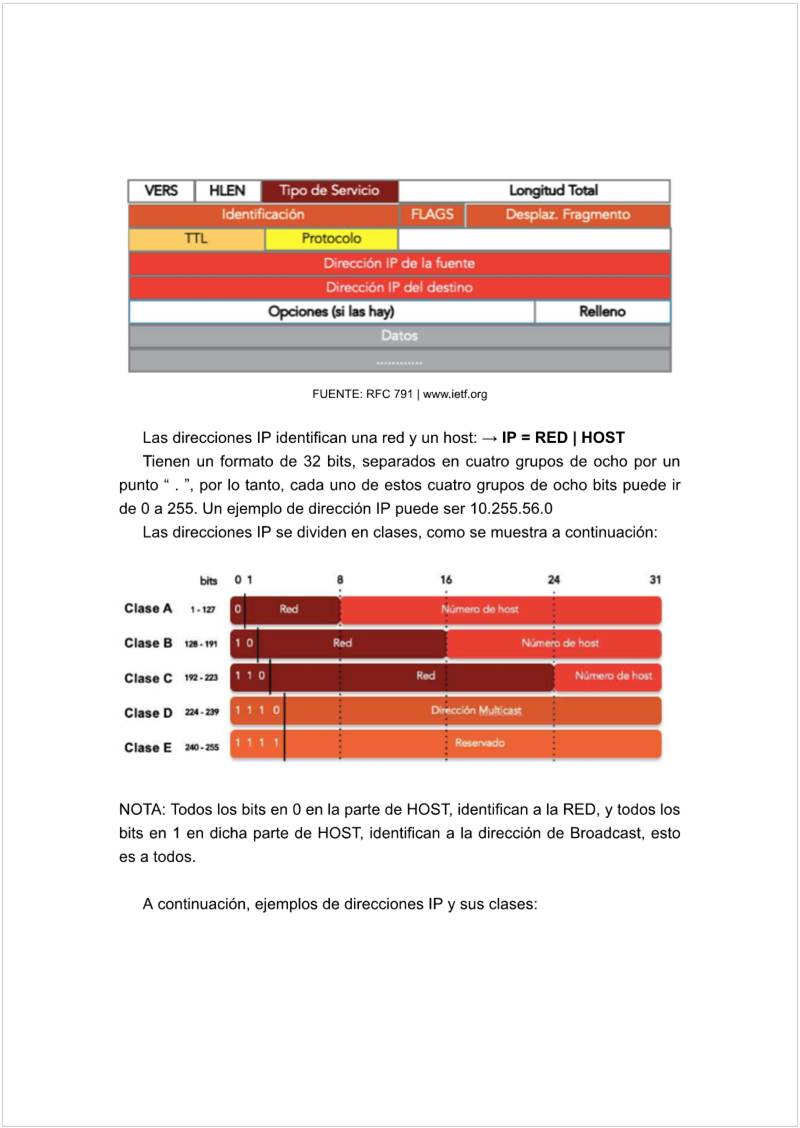 VERS HLEN Tipo de Servicio Longitud Total
Identificación FLAGS Desplaz. Fragmento
TTL Protocolo
Dirección IP de la fuente
Dirección IP del destino
Opciones (si las hay) Relleno
Datos
............
FUENTE: RFC 791 | www.ietf.org
Las direcciones IP identifican una red y un host: → IP = RED | HOST
Tienen un formato de 32 bits, separados en cuatro grupos de ocho por un
punto “ . ”, por lo tanto, cada uno de estos cuatro grupos de ocho bits puede ir
de 0 a 255. Un ejemplo de dirección IP puede ser 10.255.56.0
Las direcciones IP se dividen en clases, como se muestra a continuación:
bits 0 1 8 16 24 31
Clase A 1 - 127 0 Red Número de host
Clase B 128 - 191 1 0 Red Número de host
Clase C 192 - 223 1 1 0 Red Número de host
Clase D 224 - 239 1 1 1 0 Dirección Multicast
Clase E 240 - 255 1 1 1 1 Reservado
NOTA: Todos los bits en 0 en la parte de HOST, identifican a la RED, y todos los
bits en 1 en dicha parte de HOST, identifican a la dirección de Broadcast, esto
es a todos.
A continuación, ejemplos de direcciones IP y sus clases: